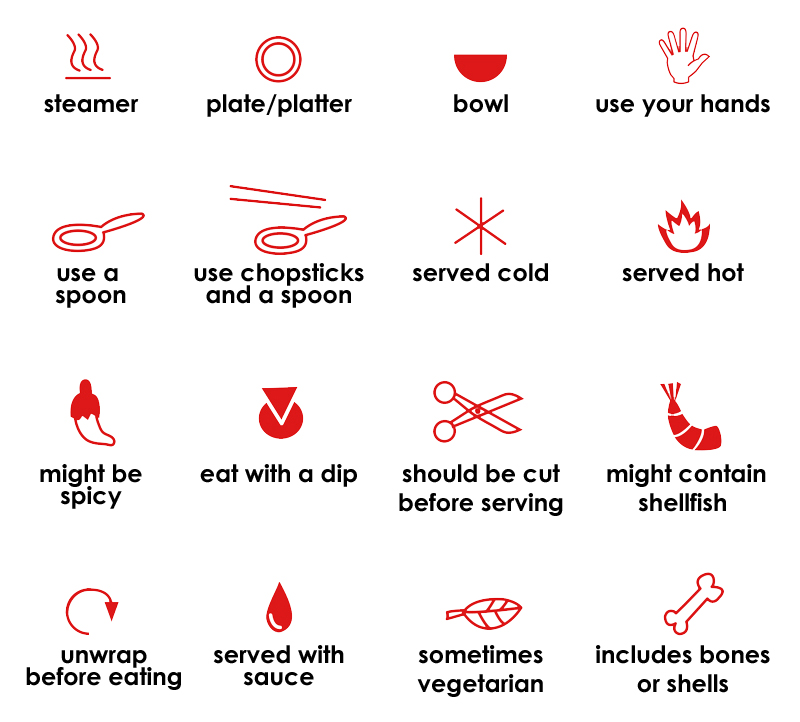 steamer
plate/platter
bowl
use your hands
use a
spoon
use chopsticks
and a spoon
served cold
served hot
might be
spicy
eat with a dip
should be cut
before serving
might contain
shellfish
unwrap
before eating
served with
sauce
sometimes
vegetarian
includes bones
or shells